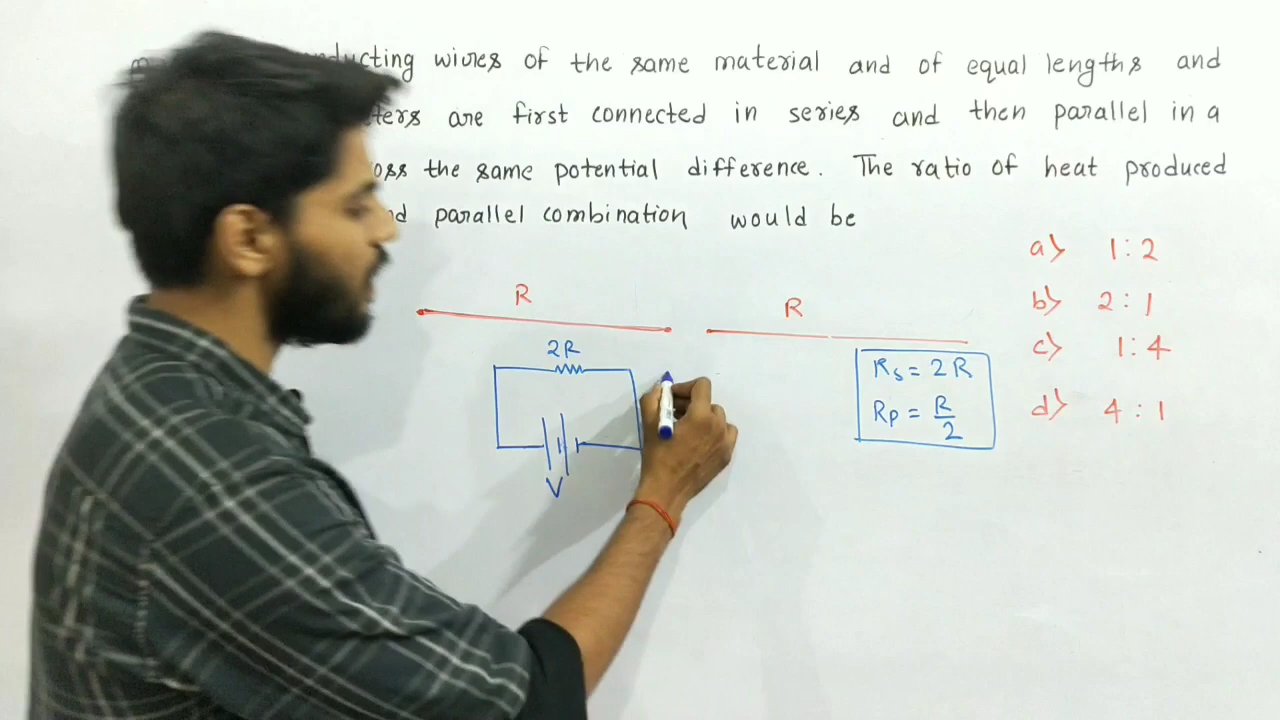 wires of the same material and of equal lengths and
are first connected in series and then parallel in a
the same potential difference. The ratio of heat produced
parallel combination would be
a) 1:2
b) 2:1
c) 1:4
d) 4:1
R
R
2R
V
Rs = 2R
Rp = R/2